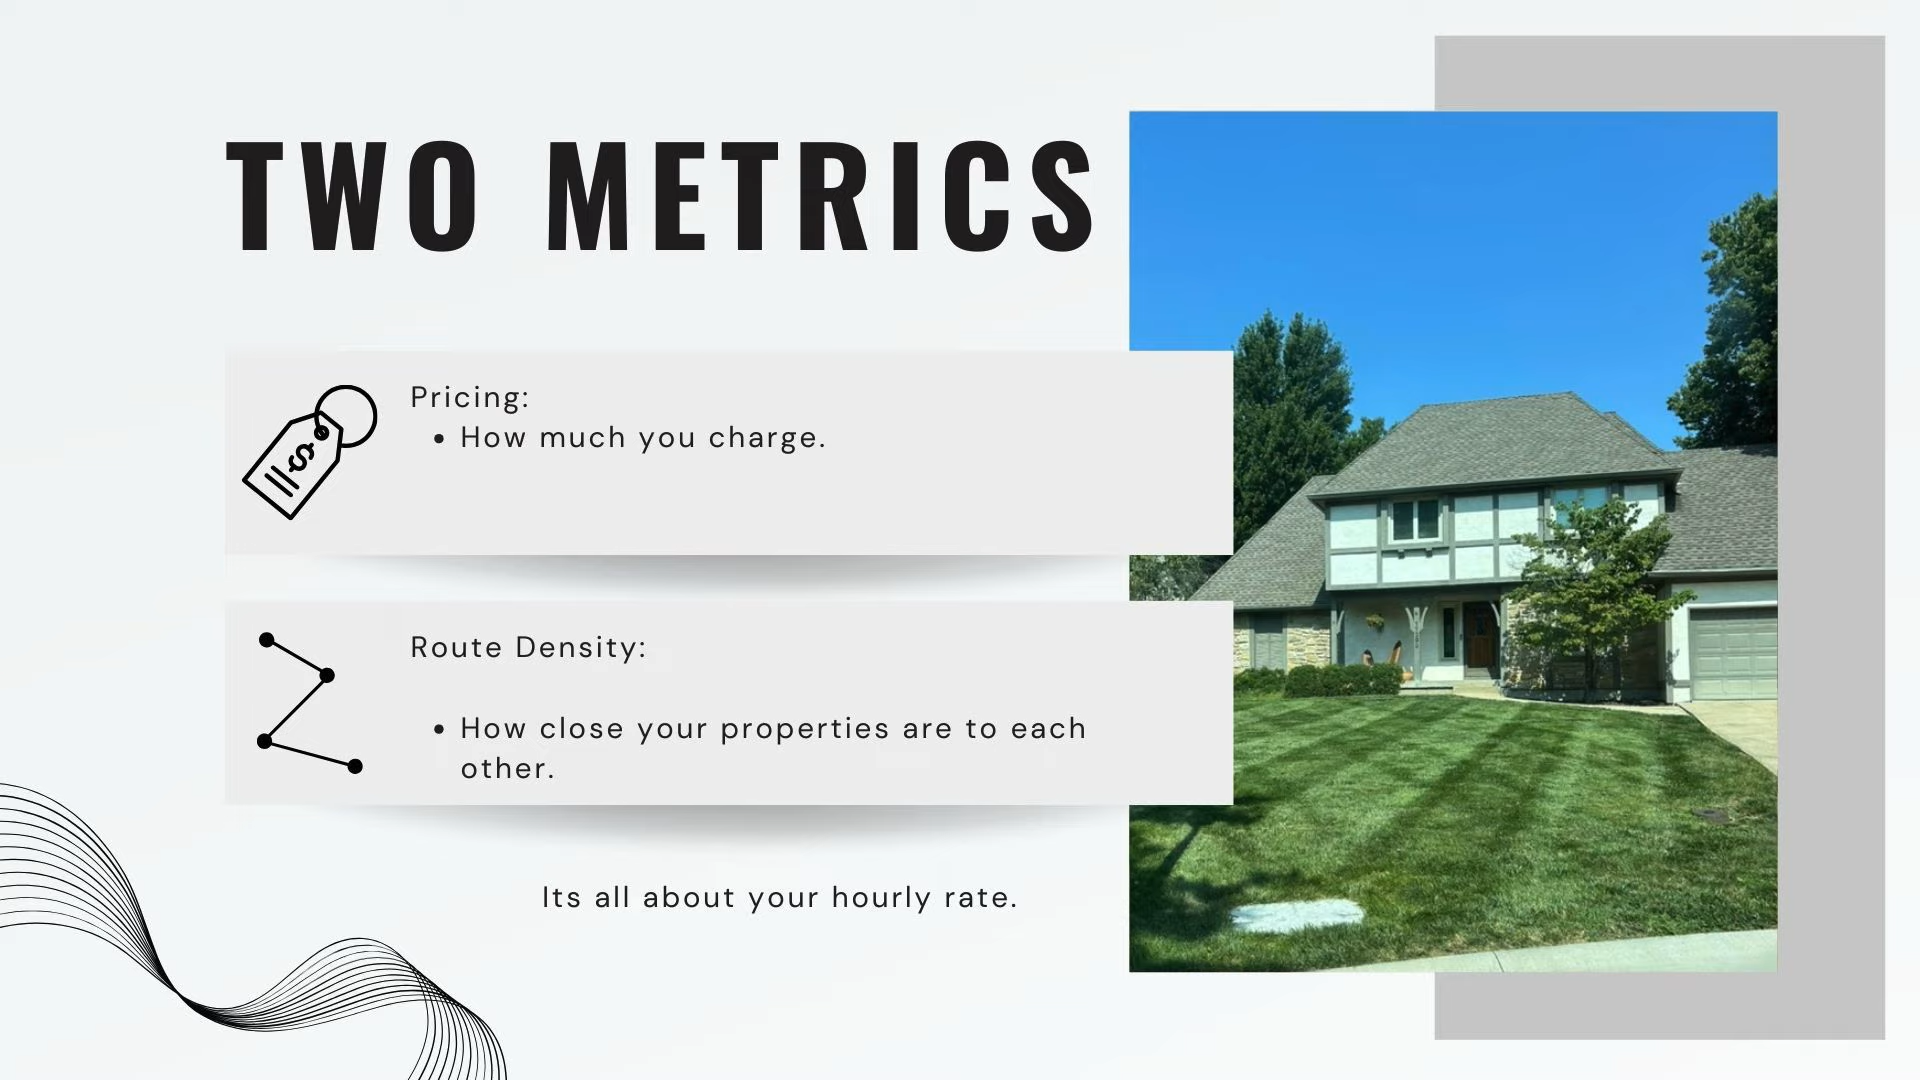 TWO METRICS
Pricing:
• How much you charge.
Route Density:
• How close your properties are to each
other.
Its all about your hourly rate.